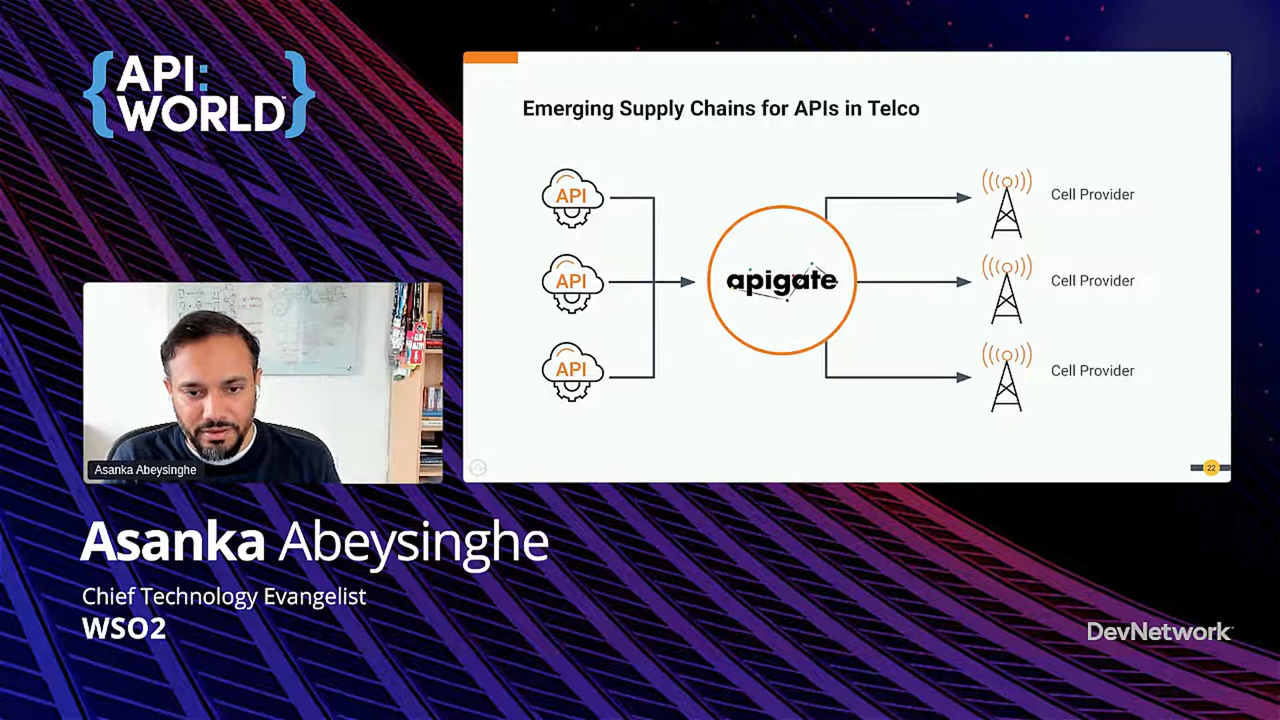 {API:
WORLD}™
Emerging Supply Chains for APIs in Telco
API
API
API
apigate
Cell Provider
Cell Provider
Cell Provider
22
Asanka Abeysinghe
Asanka Abeysinghe
Chief Technology Evangelist
WSO2
DevNetwork